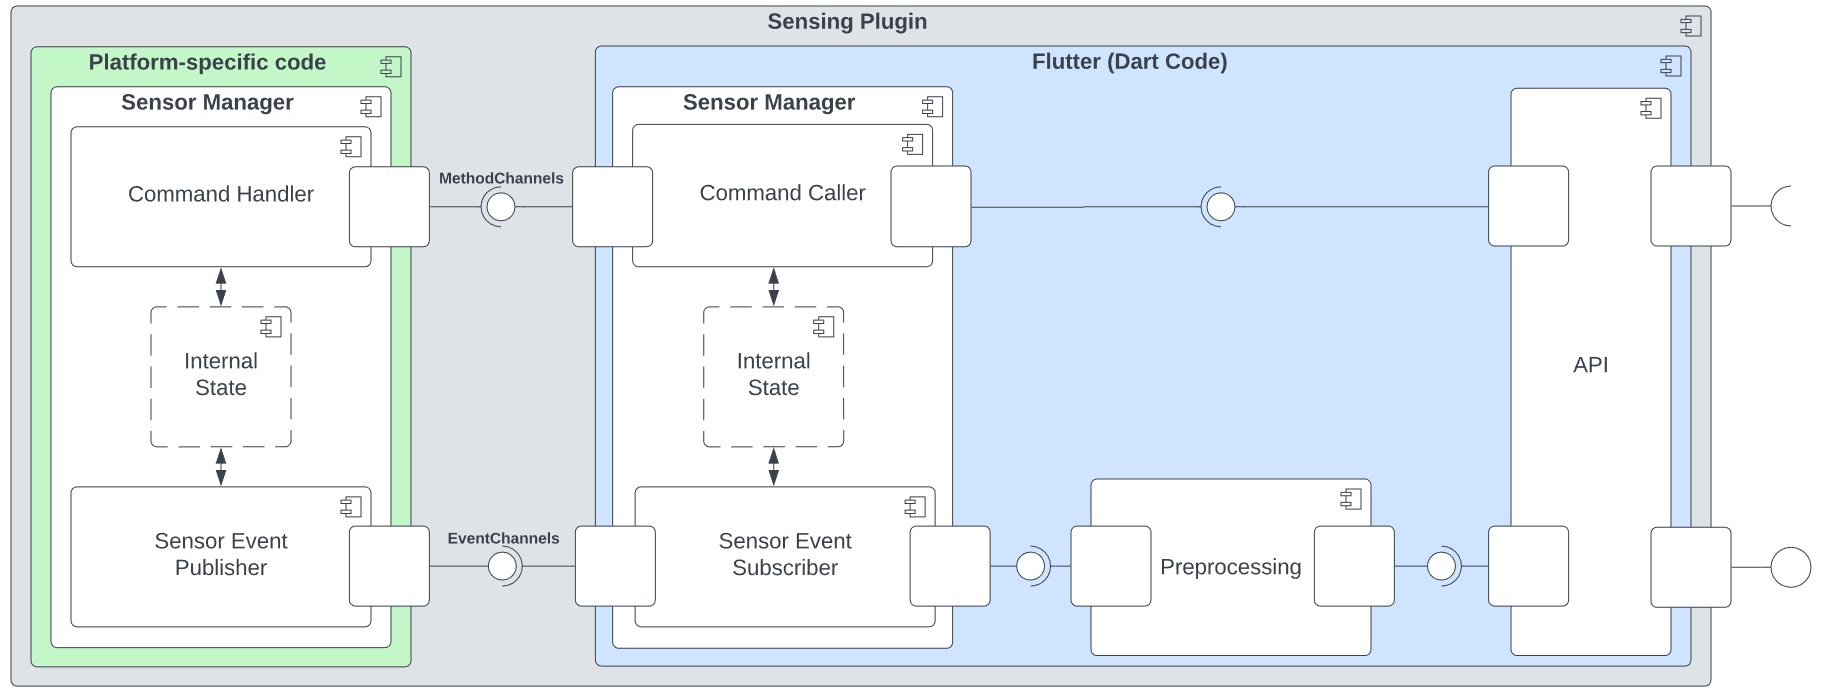 Sensing Plugin
Platform-specific code
Sensor Manager
Command Handler
Internal
State
Sensor Event
Publisher
MethodChannels
EventChannels
Flutter (Dart Code)
Sensor Manager
Command Caller
Internal
State
Sensor Event
Subscriber
Preprocessing
API